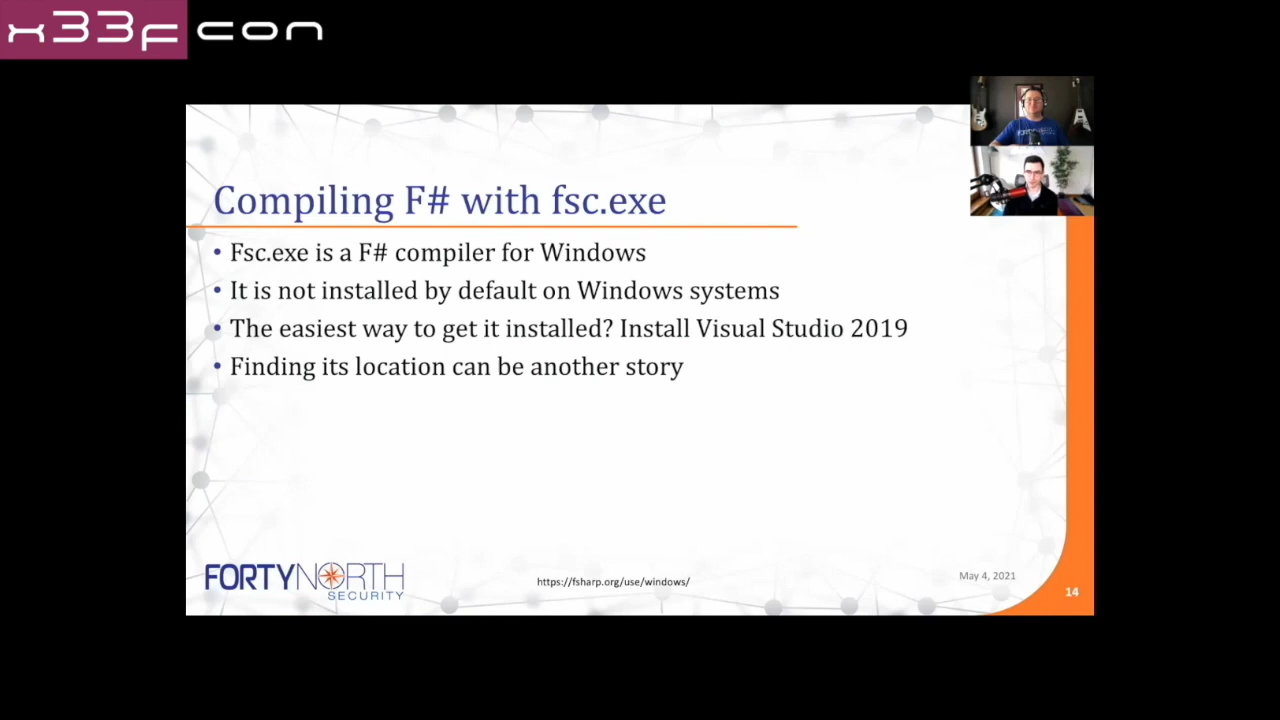 x33fcon
Compiling F# with fsc.exe
• Fsc.exe is a F# compiler for Windows
• It is not installed by default on Windows systems
• The easiest way to get it installed? Install Visual Studio 2019
• Finding its location can be another story
FORTYNORTH
SECURITY
https://fsharp.org/use/windows/
May 4, 2021
14